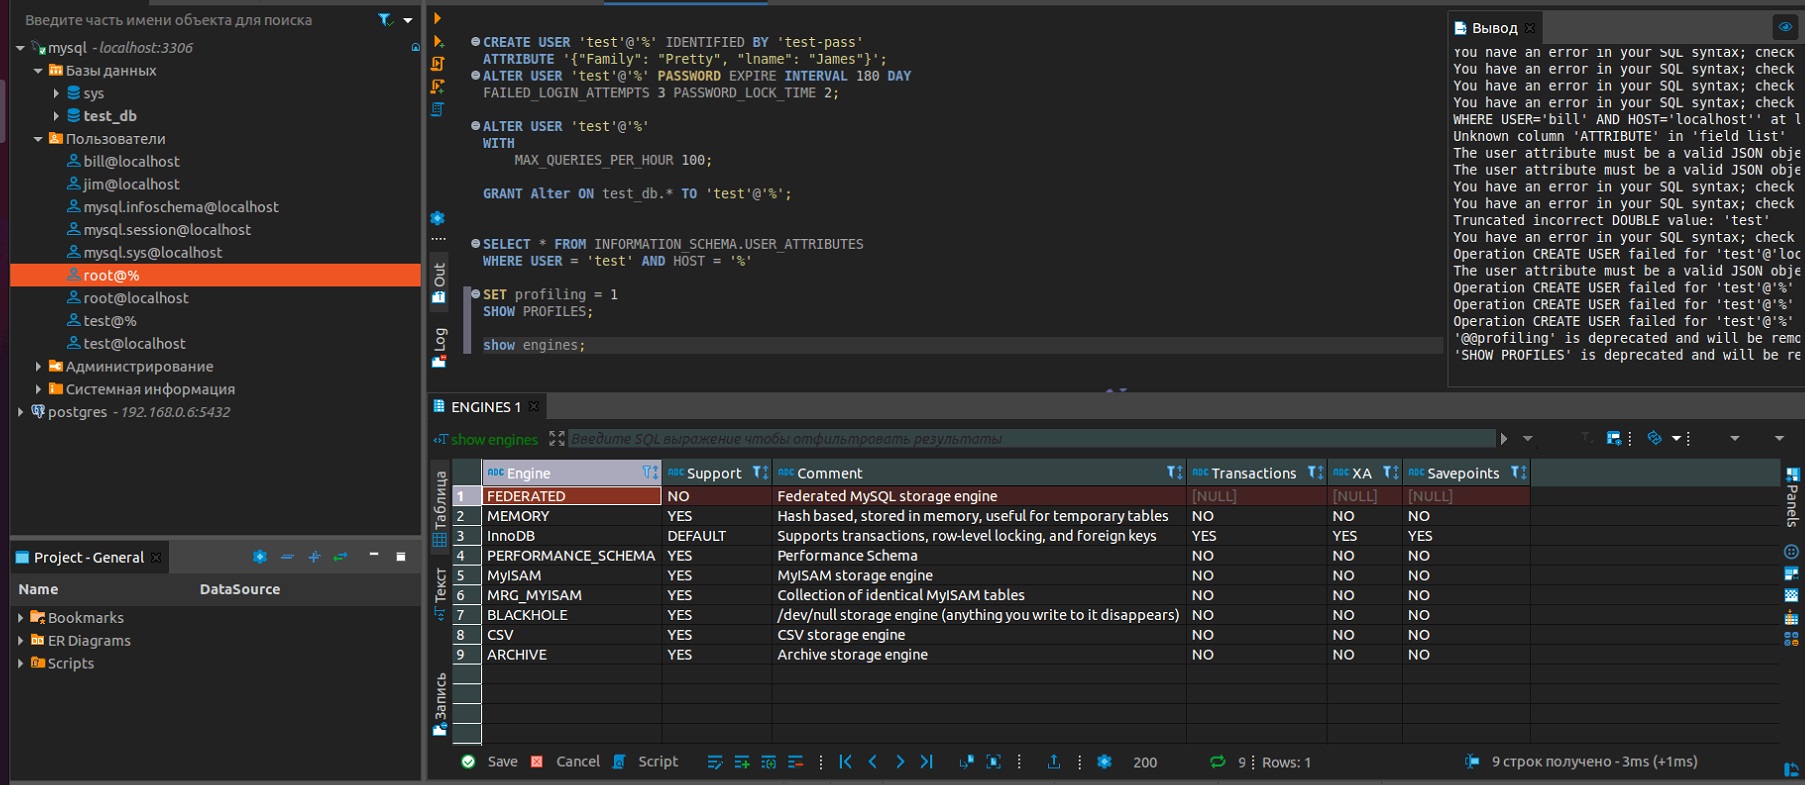 Введите часть имени объекта для поиска
mysql - localhost:3306
Базы данных
sys
test_db
Пользователи
bill@localhost
jim@localhost
mysql.infoschema@localhost
mysql.session@localhost
mysql.sys@localhost
root@%
root@localhost
test@%
test@localhost
Администрирование
Системная информация
postgres - 192.168.0.6:5432
Project - General
Name DataSource
Bookmarks
ER Diagrams
Scripts
CREATE USER 'test'@'%' IDENTIFIED BY 'test-pass'
ATTRIBUTE '{"Family": "Pretty", "lname": "James"}';
ALTER USER 'test'@'%' PASSWORD EXPIRE INTERVAL 180 DAY
FAILED_LOGIN_ATTEMPTS 3 PASSWORD_LOCK_TIME 2;
ALTER USER 'test'@'%'
WITH
MAX_QUERIES_PER_HOUR 100;
GRANT Alter ON test_db.* TO 'test'@'%';
SELECT * FROM INFORMATION_SCHEMA.USER_ATTRIBUTES
WHERE USER = 'test' AND HOST = '%'
SET profiling = 1
SHOW PROFILES;
show engines;
Out
Log
Вывод
You have an error in your SQL syntax; check
You have an error in your SQL syntax; check
You have an error in your SQL syntax; check
You have an error in your SQL syntax; check
WHERE USER='bill' AND HOST='localhost'' at l
Unknown column 'ATTRIBUTE' in 'field list'
The user attribute must be a valid JSON obje
The user attribute must be a valid JSON obje
You have an error in your SQL syntax; check
You have an error in your SQL syntax; check
Truncated incorrect DOUBLE value: 'test'
You have an error in your SQL syntax; check
Operation CREATE USER failed for 'test'@'loc
The user attribute must be a valid JSON obje
Operation CREATE USER failed for 'test'@'%'
Operation CREATE USER failed for 'test'@'%'
Operation CREATE USER failed for 'test'@'%'
'@@profiling' is deprecated and will be remo
'SHOW PROFILES' is deprecated and will be re
ENGINES 1
show engines Введите SQL выражение чтобы отфильтровать результаты
Таблица
Текст
Запись
Panels
Engine Support Comment Transactions XA Savepoints
1 FEDERATED NO Federated MySQL storage engine [NULL] [NULL] [NULL]
2 MEMORY YES Hash based, stored in memory, useful for temporary tables NO NO NO
3 InnoDB DEFAULT Supports transactions, row-level locking, and foreign keys YES YES YES
4 PERFORMANCE_SCHEMA YES Performance Schema NO NO NO
5 MyISAM YES MyISAM storage engine NO NO NO
6 MRG_MYISAM YES Collection of identical MyISAM tables NO NO NO
7 BLACKHOLE YES /dev/null storage engine (anything you write to it disappears) NO NO NO
8 CSV YES CSV storage engine NO NO NO
9 ARCHIVE YES Archive storage engine NO NO NO
Save Cancel Script 200 9 Rows: 1 9 строк получено - 3ms (+1ms)